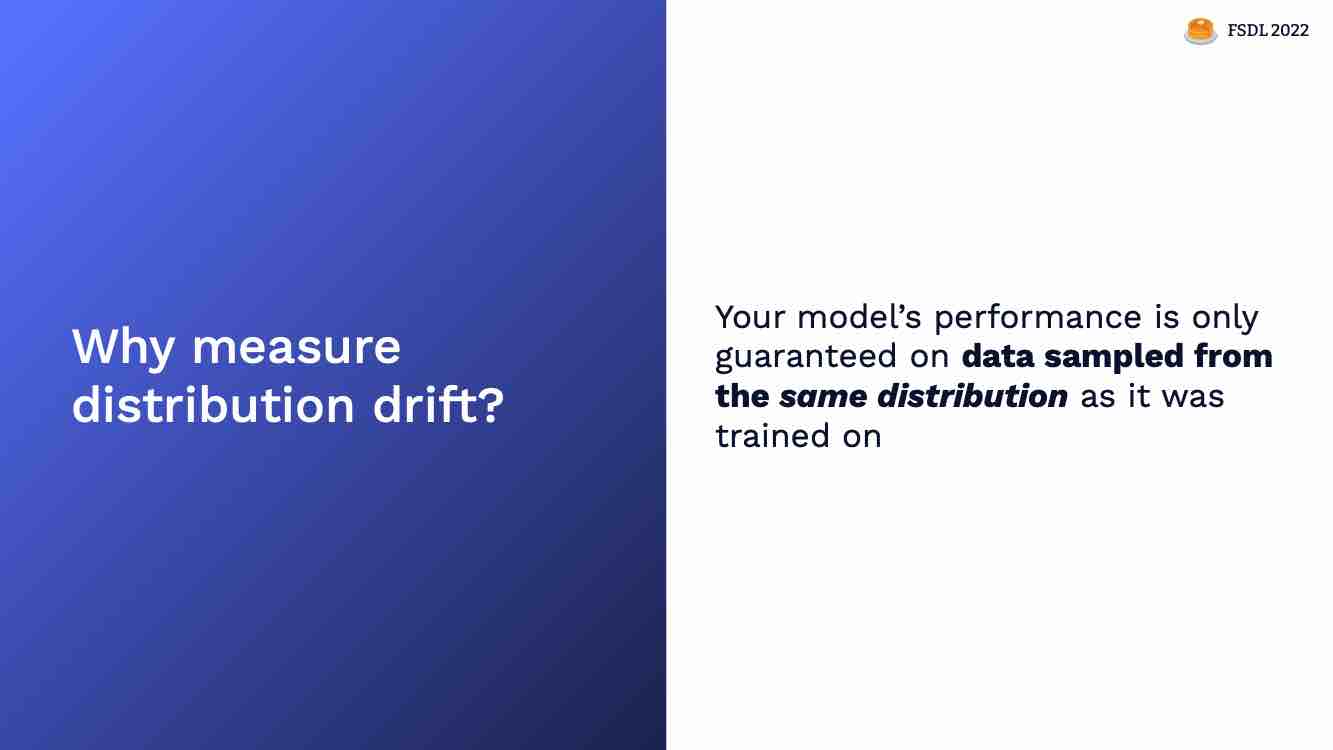 FSDL 2022
Why measure
distribution drift?
Your model’s performance is only
guaranteed on data sampled from
the same distribution as it was
trained on